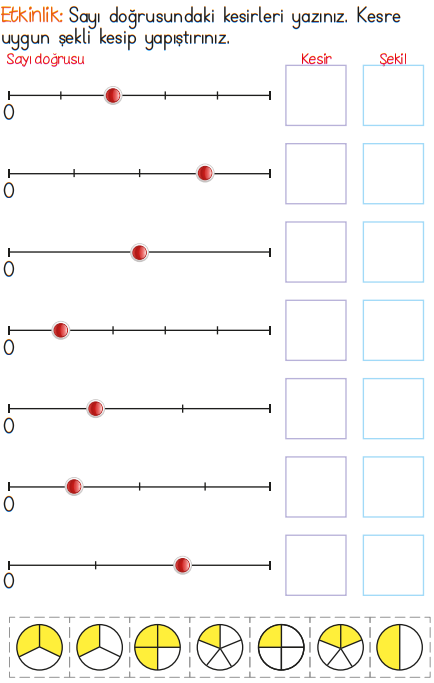 Etkinlik: Sayı doğrusundaki kesirleri yazınız. Kesre
uygun şekli kesip yapıştırınız.
Sayı doğrusu Kesir Şekil
0
0
0
0
0
0
0